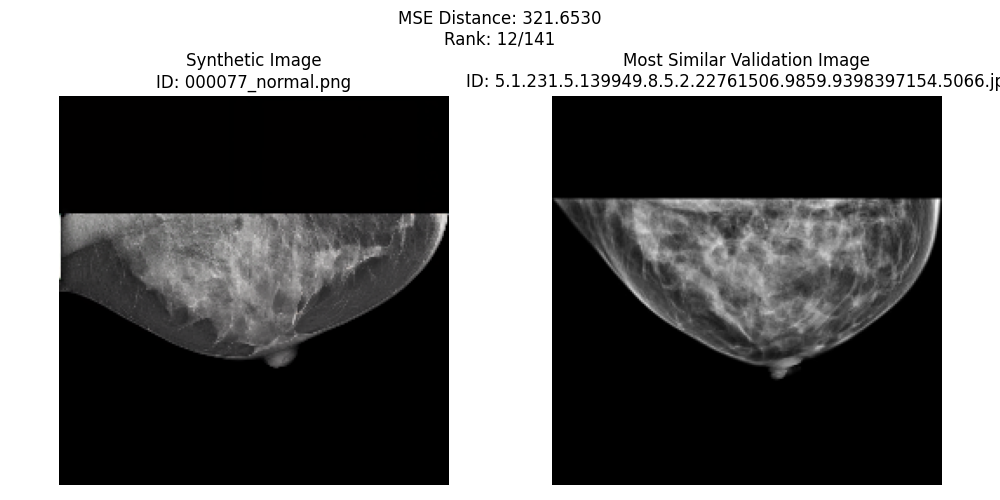 MSE Distance: 321.6530
Rank: 12/141
Synthetic Image
ID: 000077_normal.png
Most Similar Validation Image
ID: 5.1.231.5.139949.8.5.2.22761506.9859.9398397154.5066.jp